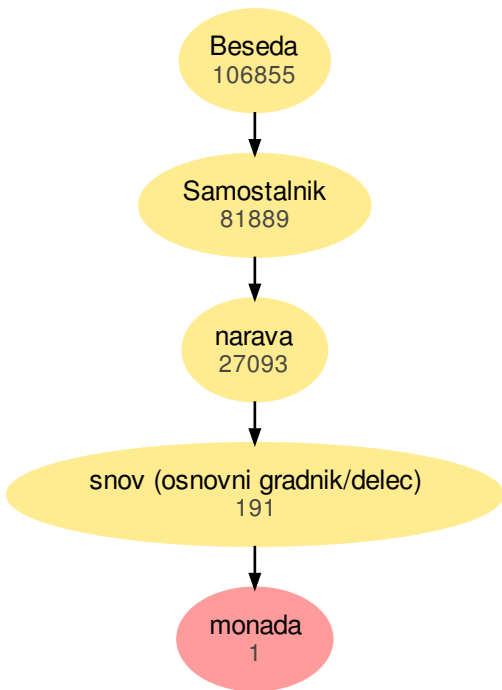 Beseda
106855
Samostalnik
81889
narava
27093
snov (osnovni gradnik/delec)
191
monada
1